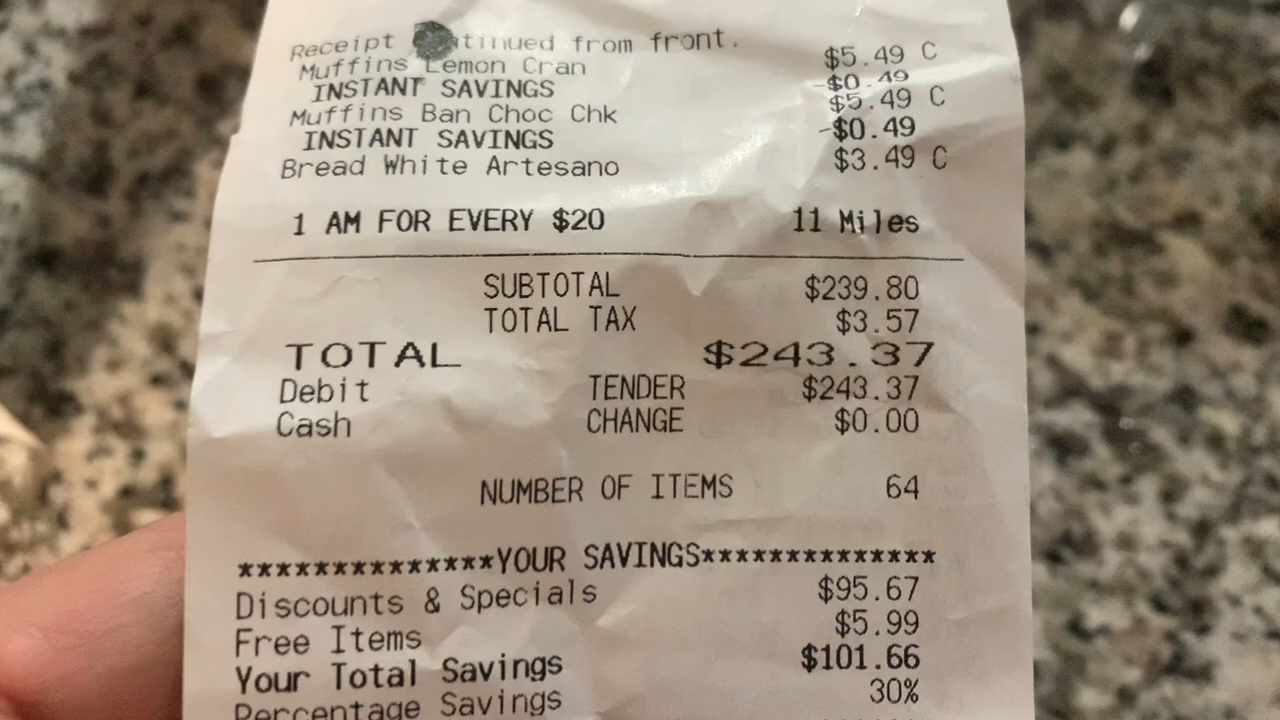 Receipt tinued from front.
Muffins Lemon Cran $5.49 C
INSTANT SAVINGS -$0.49
Muffins Ban Choc Chk $5.49 C
INSTANT SAVINGS -$0.49
Bread White Artesano $3.49 C
1 AM FOR EVERY $20 11 Miles
SUBTOTAL $239.80
TOTAL TAX $3.57
TOTAL $243.37
Debit TENDER $243.37
Cash CHANGE $0.00
NUMBER OF ITEMS 64
**************YOUR SAVINGS**************
Discounts & Specials $95.67
Free Items $5.99
Your Total Savings $101.66
Percentage Savings 30%